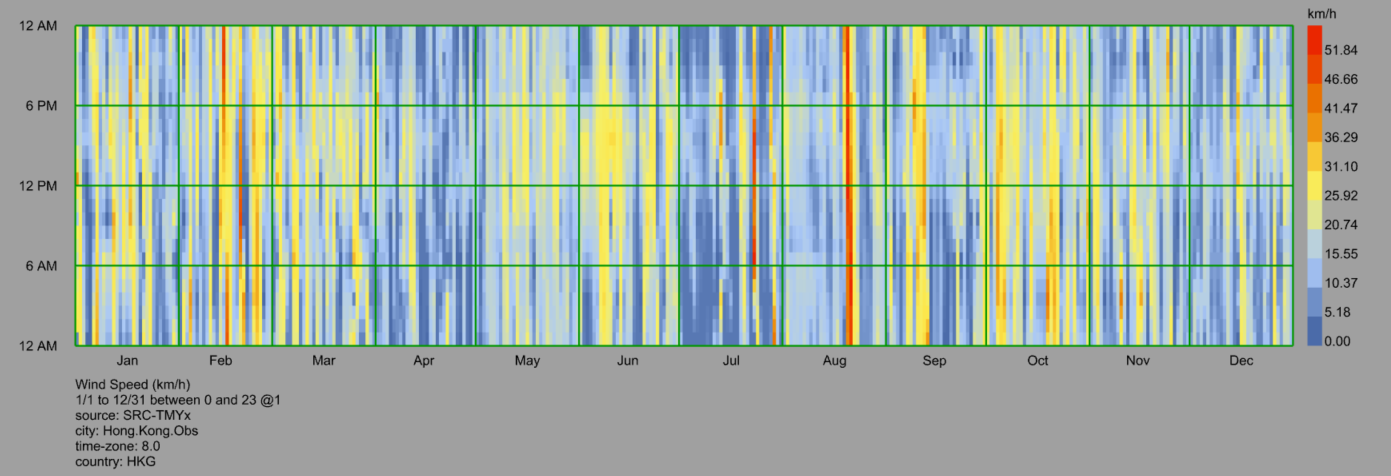 km/h
12 AM
51.84
46.66
6 PM
41.47
36.29
31.10
12 PM
25.92
20.74
15.55
6 AM
10.37
5.18
12 AM
0.00
Jan Feb Mar Apr May Jun Jul Aug Sep Oct Nov Dec
Wind Speed (km/h)
1/1 to 12/31 between 0 and 23 @1
source: SRC-TMYx
city: Hong.Kong.Obs
time-zone: 8.0
country: HKG